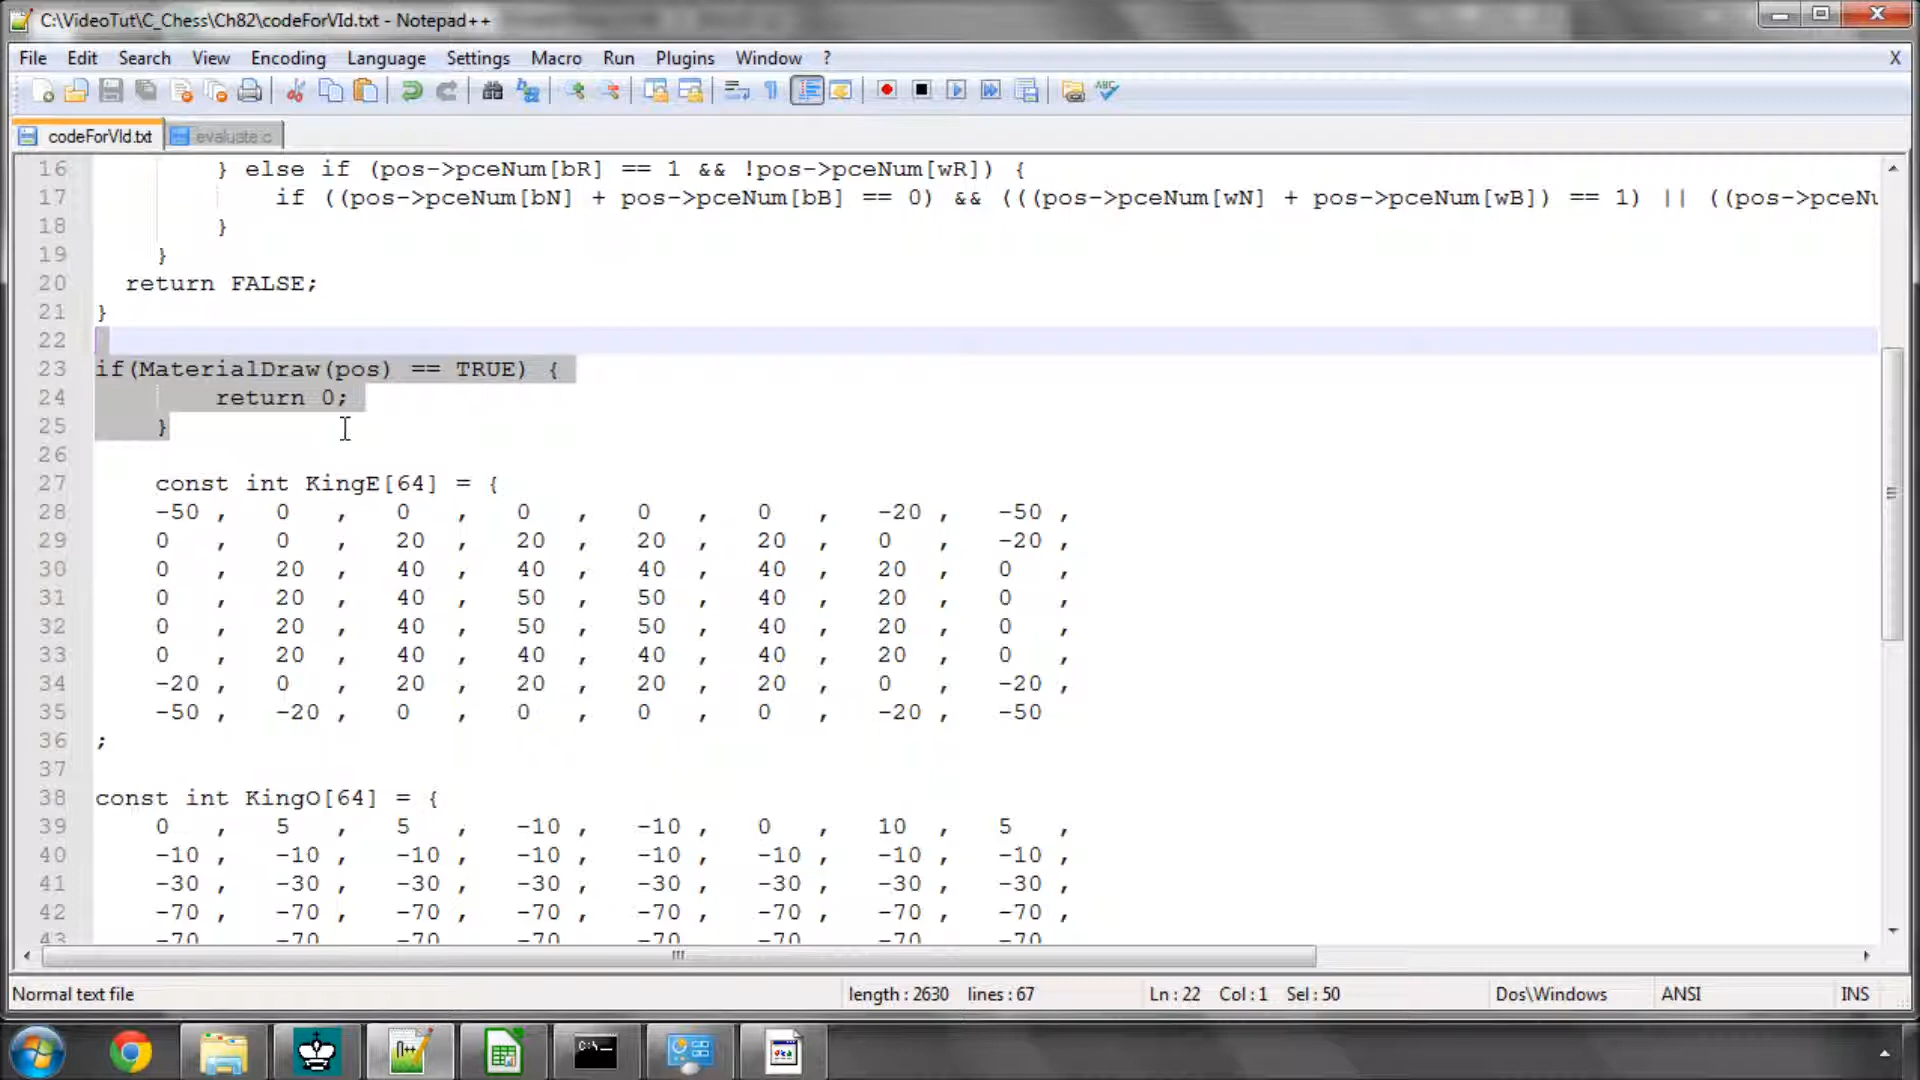 C:\VideoTut\C_Chess\Ch82\codeForVId.txt - Notepad++
File Edit Search View Encoding Language Settings Macro Run Plugins Window ? X
codeForVId.txt evaluate.c
16 } else if (pos->pceNum[bR] == 1 && !pos->pceNum[wR]) {
17 if ((pos->pceNum[bN] + pos->pceNum[bB] == 0) && (((pos->pceNum[wN] + pos->pceNum[wB]) == 1) || ((pos->pceNu
18 }
19 }
20 return FALSE;
21 }
22
23 if(MaterialDraw(pos) == TRUE) {
24 return 0;
25 }
26
27 const int KingE[64] = {
28 -50 , 0 , 0 , 0 , 0 , 0 , -20 , -50 ,
29 0 , 0 , 20 , 20 , 20 , 20 , 0 , -20 ,
30 0 , 20 , 40 , 40 , 40 , 40 , 20 , 0 ,
31 0 , 20 , 40 , 50 , 50 , 40 , 20 , 0 ,
32 0 , 20 , 40 , 50 , 50 , 40 , 20 , 0 ,
33 0 , 20 , 40 , 40 , 40 , 40 , 20 , 0 ,
34 -20 , 0 , 20 , 20 , 20 , 20 , 0 , -20 ,
35 -50 , -20 , 0 , 0 , 0 , 0 , -20 , -50
36 ;
37
38 const int KingO[64] = {
39 0 , 5 , 5 , -10 , -10 , 0 , 10 , 5 ,
40 -10 , -10 , -10 , -10 , -10 , -10 , -10 , -10 ,
41 -30 , -30 , -30 , -30 , -30 , -30 , -30 , -30 ,
42 -70 , -70 , -70 , -70 , -70 , -70 , -70 , -70 ,
43 -70 -70 -70 -70 -70 -70 -70 -70
Normal text file length : 2630 lines : 67 Ln : 22 Col : 1 Sel : 50 Dos\Windows ANSI INS